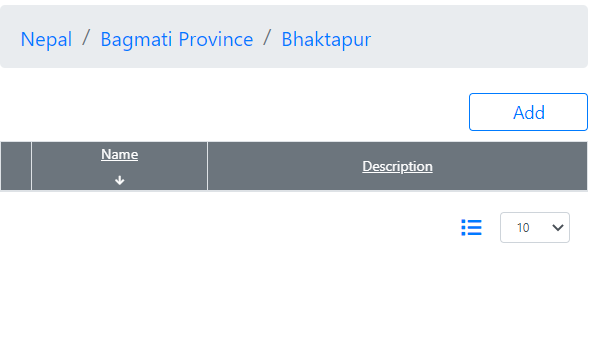 Nepal / Bagmati Province / Bhaktapur
Add
Name
Description
10